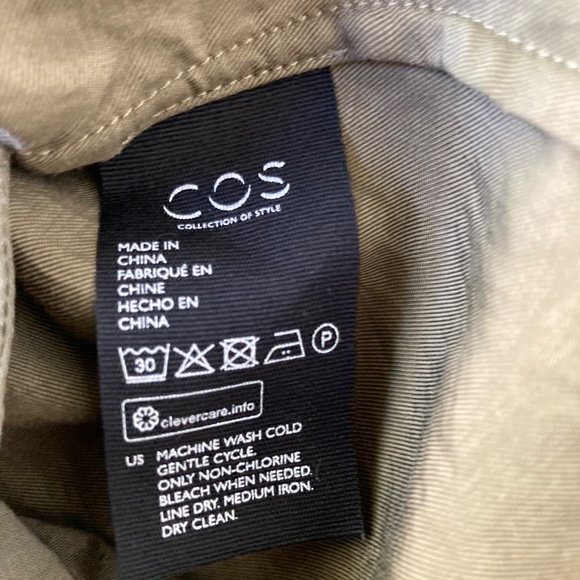 COS
COLLECTION OF STYLE
MADE IN
CHINA
FABRIQUÉ EN
CHINE
HECHO EN
CHINA
30 P
clevercare.info
US MACHINE WASH COLD
GENTLE CYCLE.
ONLY NON-CHLORINE
BLEACH WHEN NEEDED.
LINE DRY. MEDIUM IRON.
DRY CLEAN.